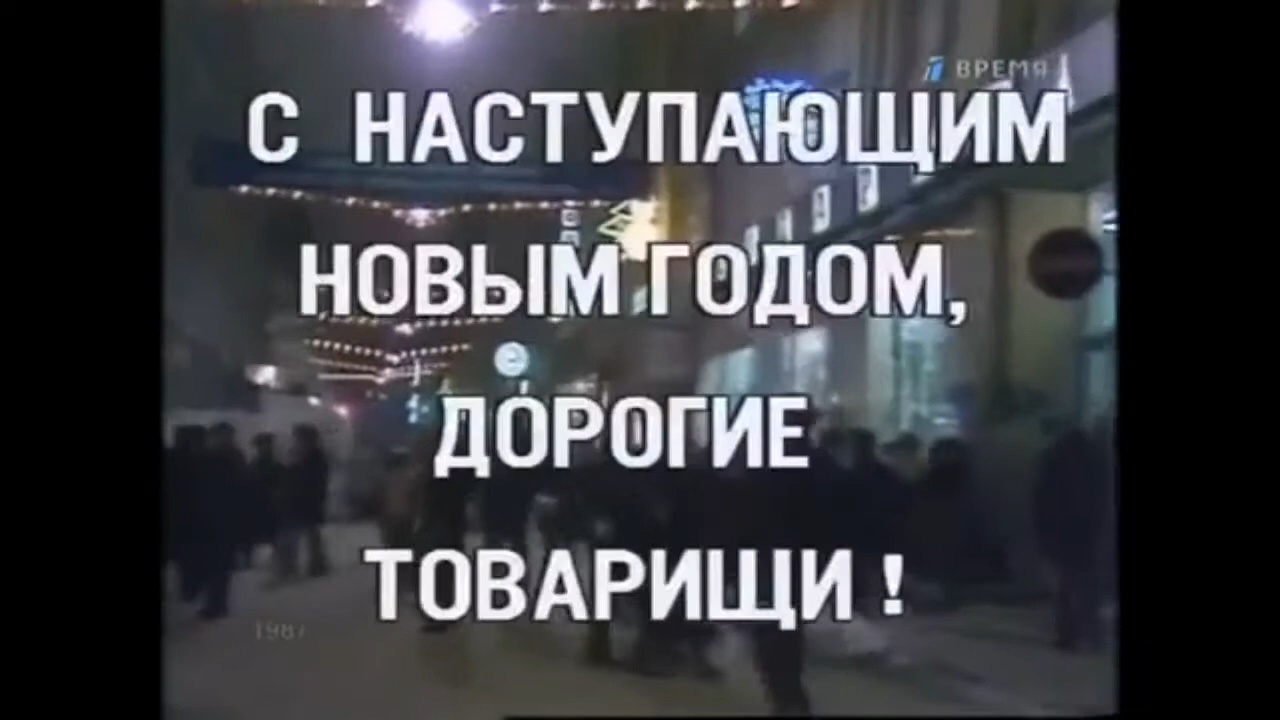 ВРЕМЯ
С НАСТУПАЮЩИМ
НОВЫМ ГОДОМ,
ДОРОГИЕ
ТОВАРИЩИ !
1987